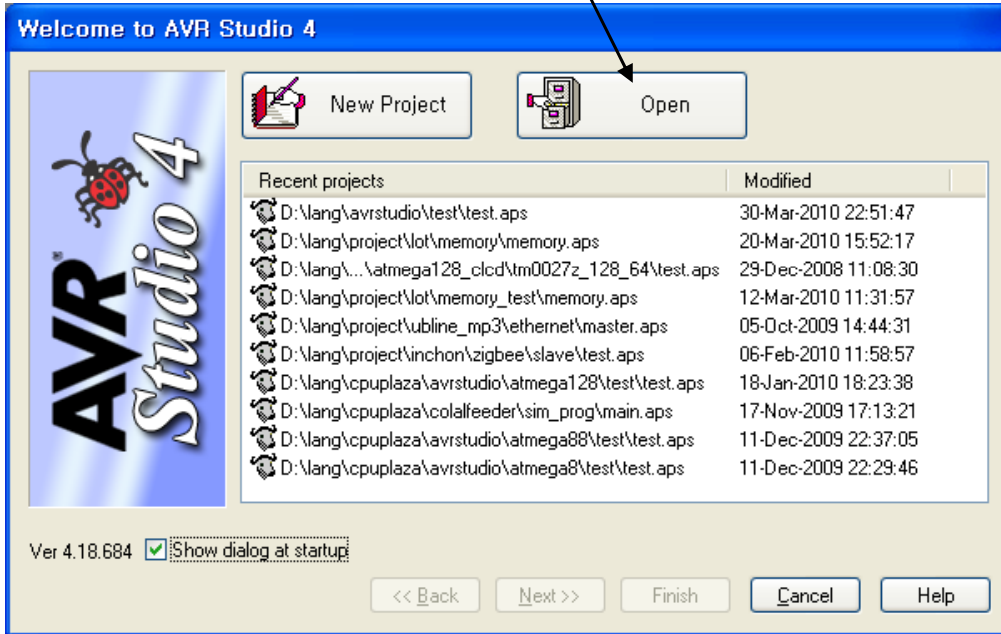 Welcome to AVR Studio 4
AVR® Studio 4
New Project
Open
Recent projects Modified
D:\lang\avrstudio\test\test.aps 30-Mar-2010 22:51:47
D:\lang\project\lot\memory\memory.aps 20-Mar-2010 15:52:17
D:\lang\...\atmega128_clcd\tm0027z_128_64\test.aps 29-Dec-2008 11:08:30
D:\lang\project\lot\memory_test\memory.aps 12-Mar-2010 11:31:57
D:\lang\project\ubline_mp3\ethernet\master.aps 05-Oct-2009 14:44:31
D:\lang\project\inchon\zigbee\slave\test.aps 06-Feb-2010 11:58:57
D:\lang\cpuplaza\avrstudio\atmega128\test\test.aps 18-Jan-2010 18:23:38
D:\lang\cpuplaza\colalfeeder\sim_prog\main.aps 17-Nov-2009 17:13:21
D:\lang\cpuplaza\avrstudio\atmega88\test\test.aps 11-Dec-2009 22:37:05
D:\lang\cpuplaza\avrstudio\atmega8\test\test.aps 11-Dec-2009 22:29:46
Ver 4.18.684 Show dialog at startup
<< Back Next >> Finish Cancel Help